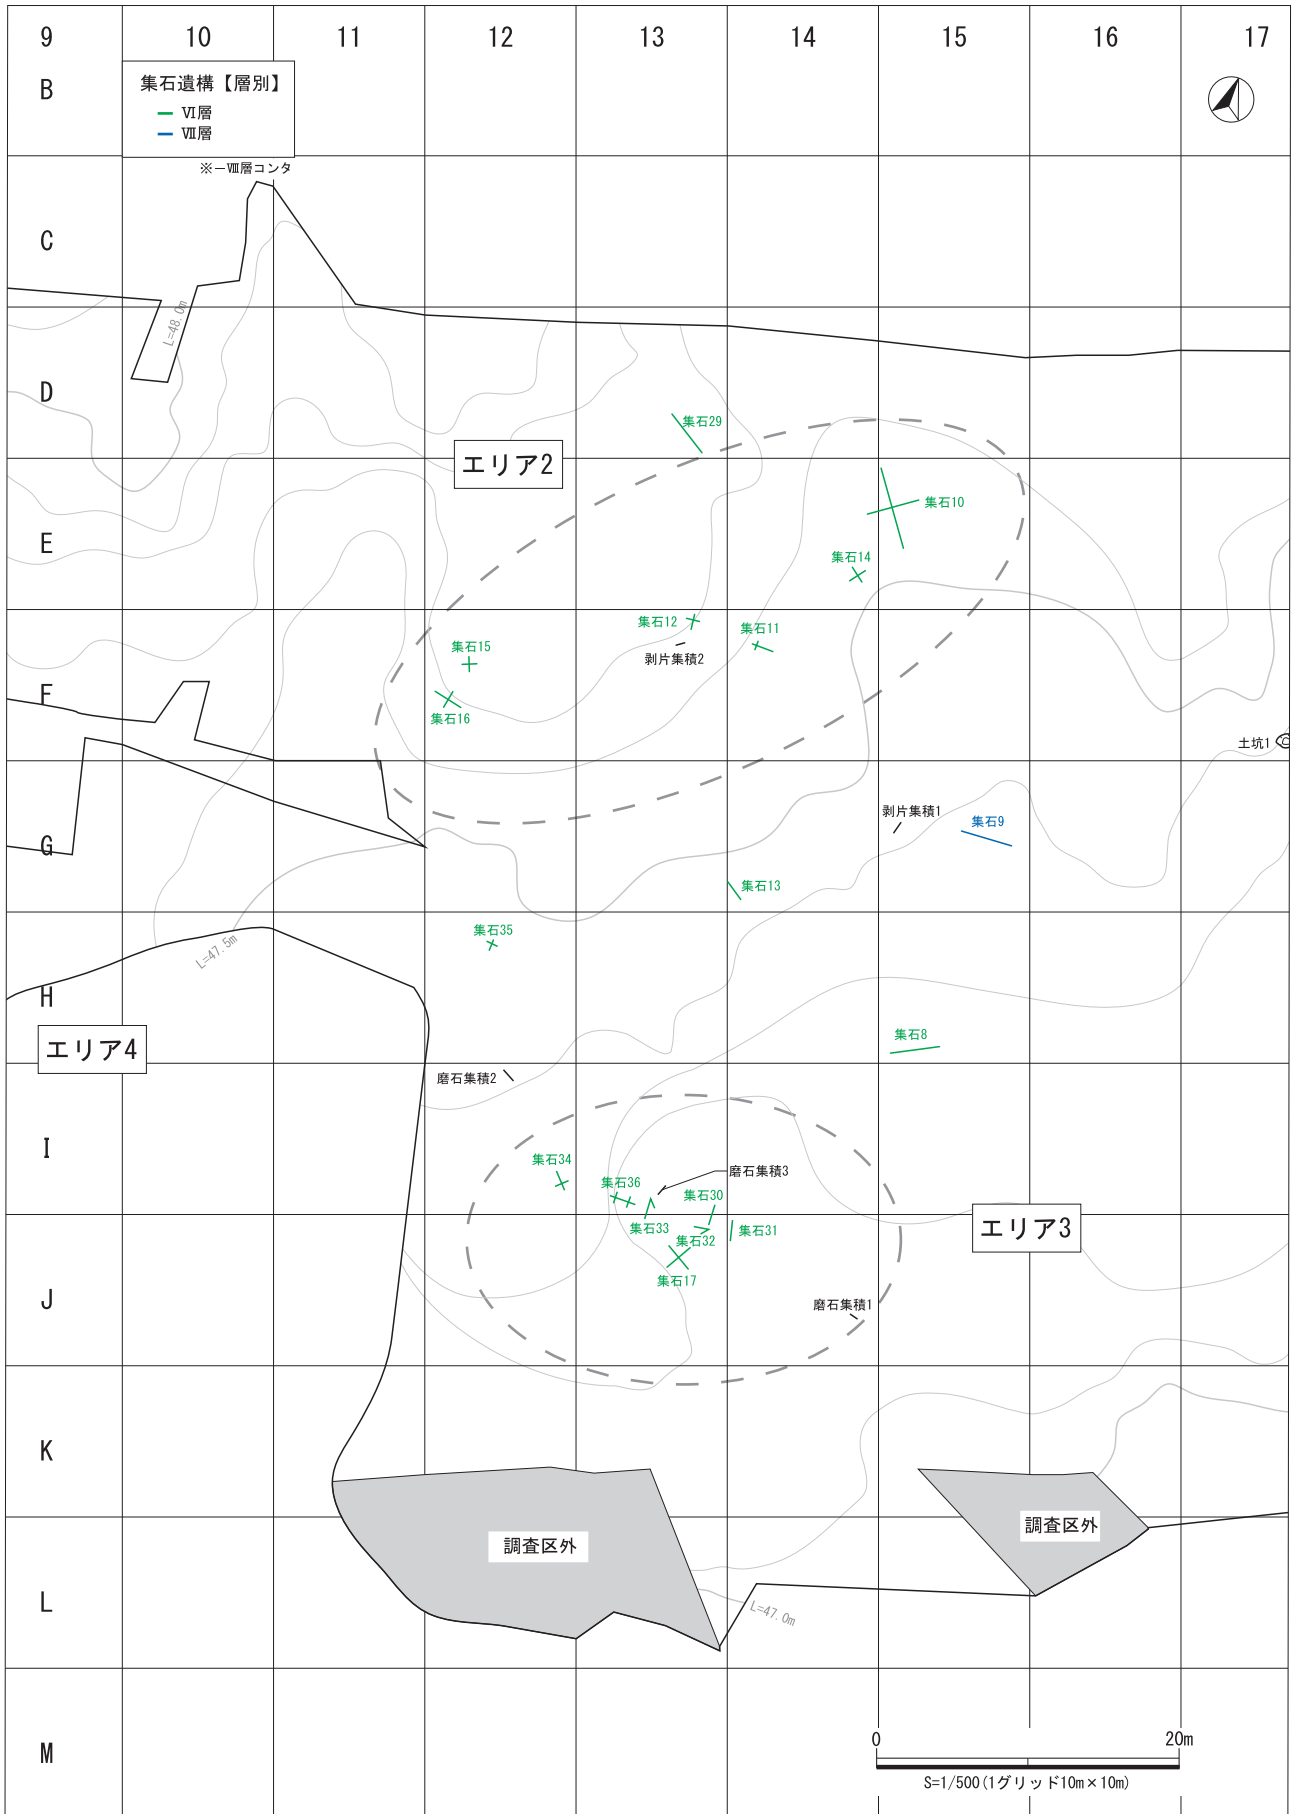 9 10 11 12 13 14 15 16 17
B
集石遺構【層別】
Ⅵ層
Ⅶ層
※－Ⅷ層コンタ
C
L=48.0m
D
集石29
エリア2
集石10
E
集石14
集石12
集石11
集石15
剥片集積2
F
集石16
土坑1
剥片集積1
集石9
G
集石13
集石35
L=47.5m
H
集石8
エリア4
磨石集積2
I
集石34
磨石集積3
集石36
集石30
集石33
集石31
エリア3
集石32
集石17
J
磨石集積1
K
調査区外
調査区外
L
L=47.0m
M
0 20m
S=1/500(1グリッド10m×10m)